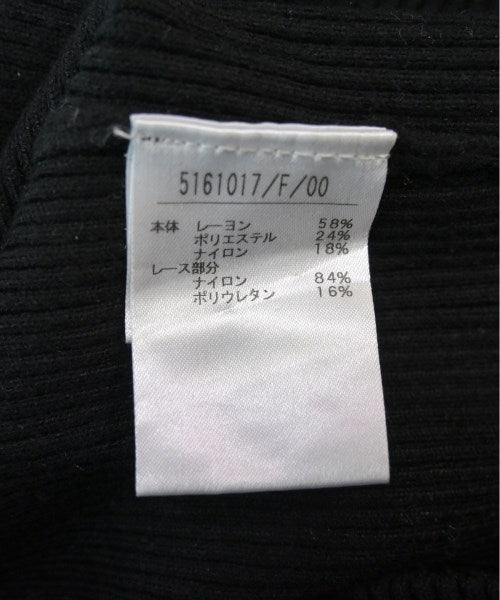 5161017/F/00
本体 レーヨン 58%
ポリエステル 24%
ナイロン 18%
レース部分
ナイロン 84%
ポリウレタン 16%